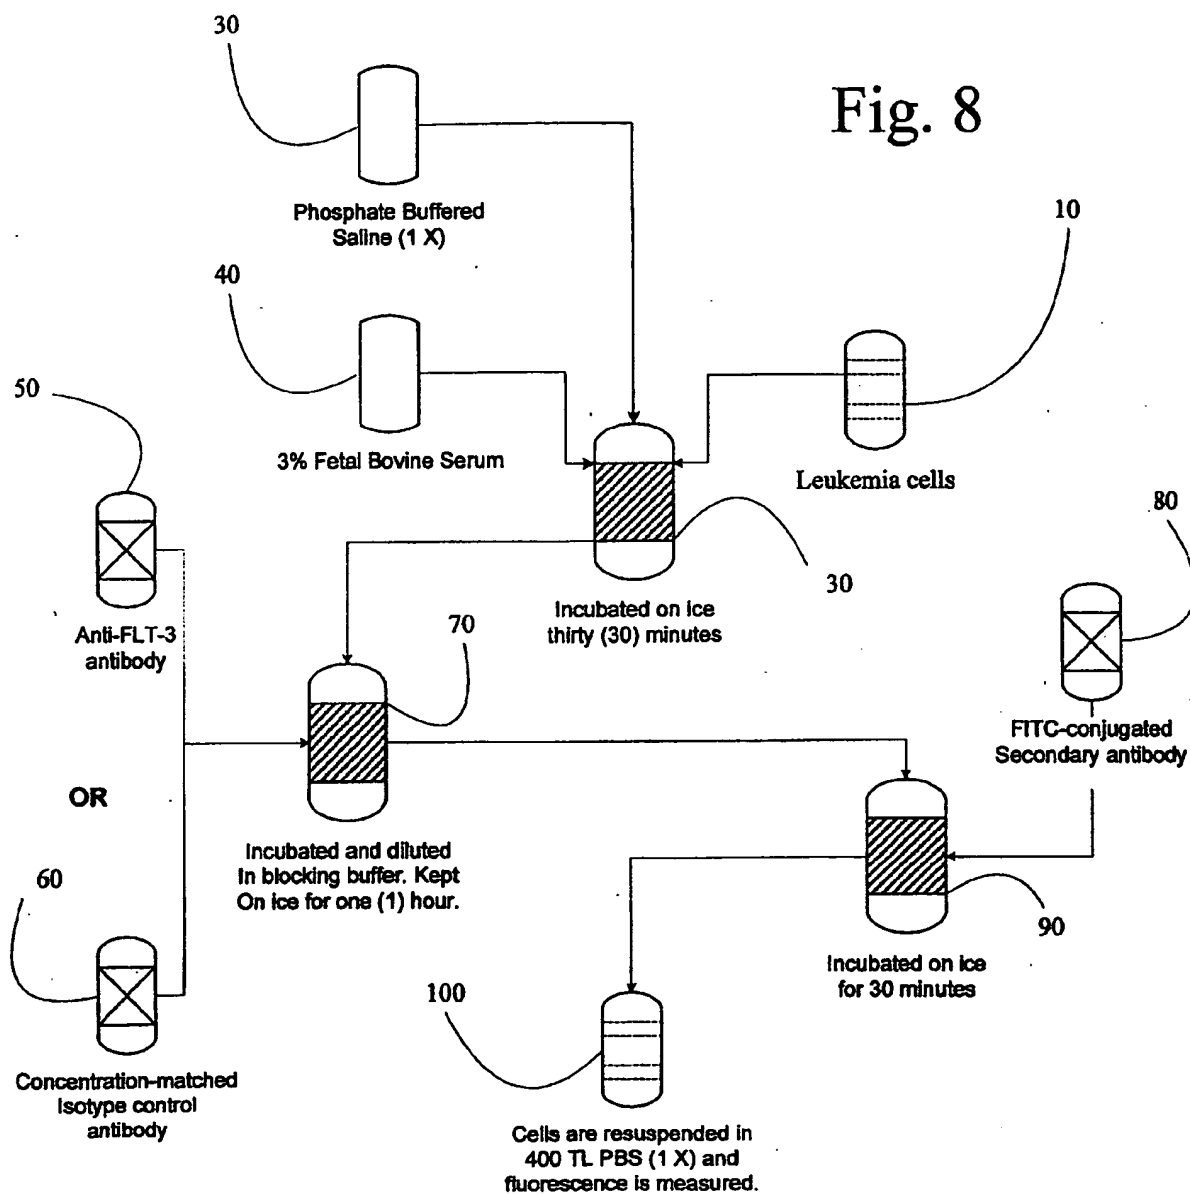 30
Fig. 8
Phosphate Buffered
Saline (1 X)
10
40
50
3% Fetal Bovine Serum
Leukemia cells
80
30
Anti-FLT-3
antibody
Incubated on ice
thirty (30) minutes
70
FITC-conjugated
Secondary antibody
OR
Incubated and diluted
In blocking buffer. Kept
On ice for one (1) hour.
60
90
Incubated on ice
for 30 minutes
100
Concentration-matched
Isotype control
antibody
Cells are resuspended in
400 TL PBS (1 X) and
fluorescence is measured.